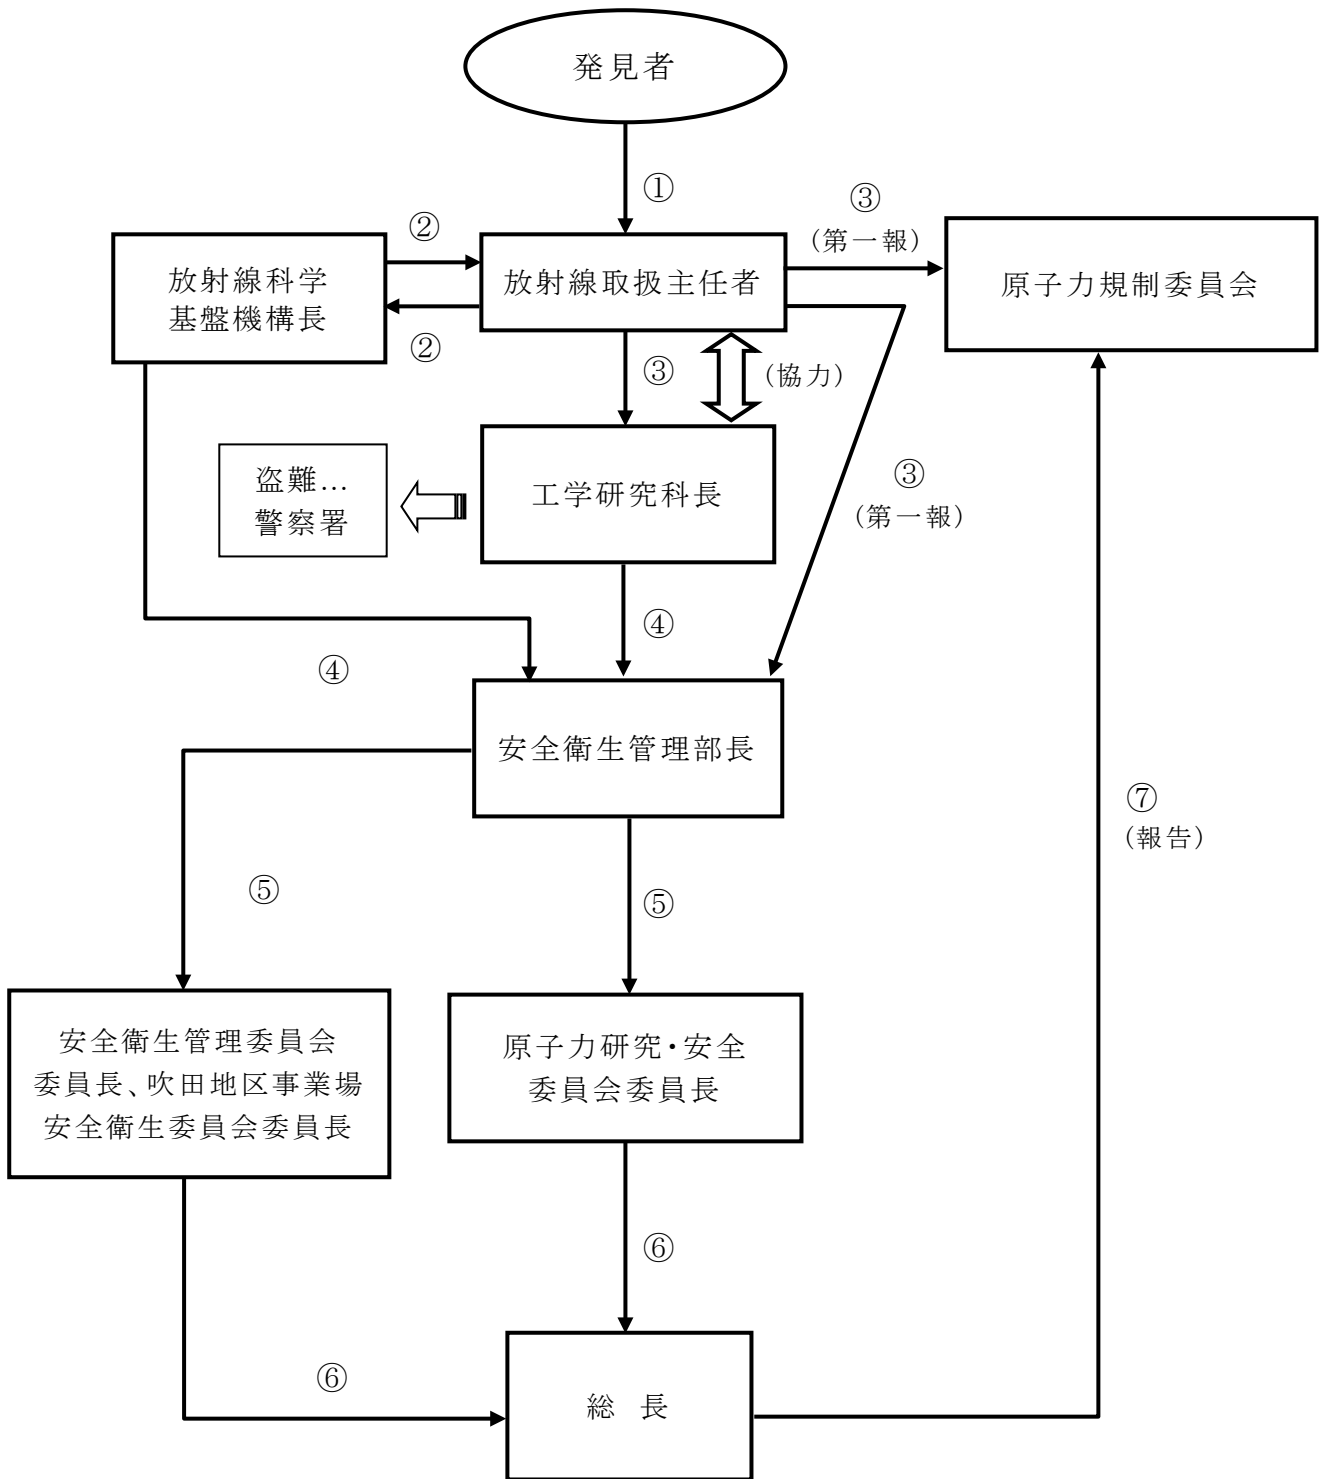 発見者
①
③
(第一報)
②
放射線科学
基盤機構長
放射線取扱主任者
原子力規制委員会
②
③
(協力)
盗難…
警察署
工学研究科長
③
(第一報)
④
④
安全衛生管理部長
⑦
(報告)
⑤
⑤
安全衛生管理委員会
委員長、吹田地区事業場
安全衛生委員会委員長
原子力研究・安全
委員会委員長
⑥
⑥
総 長